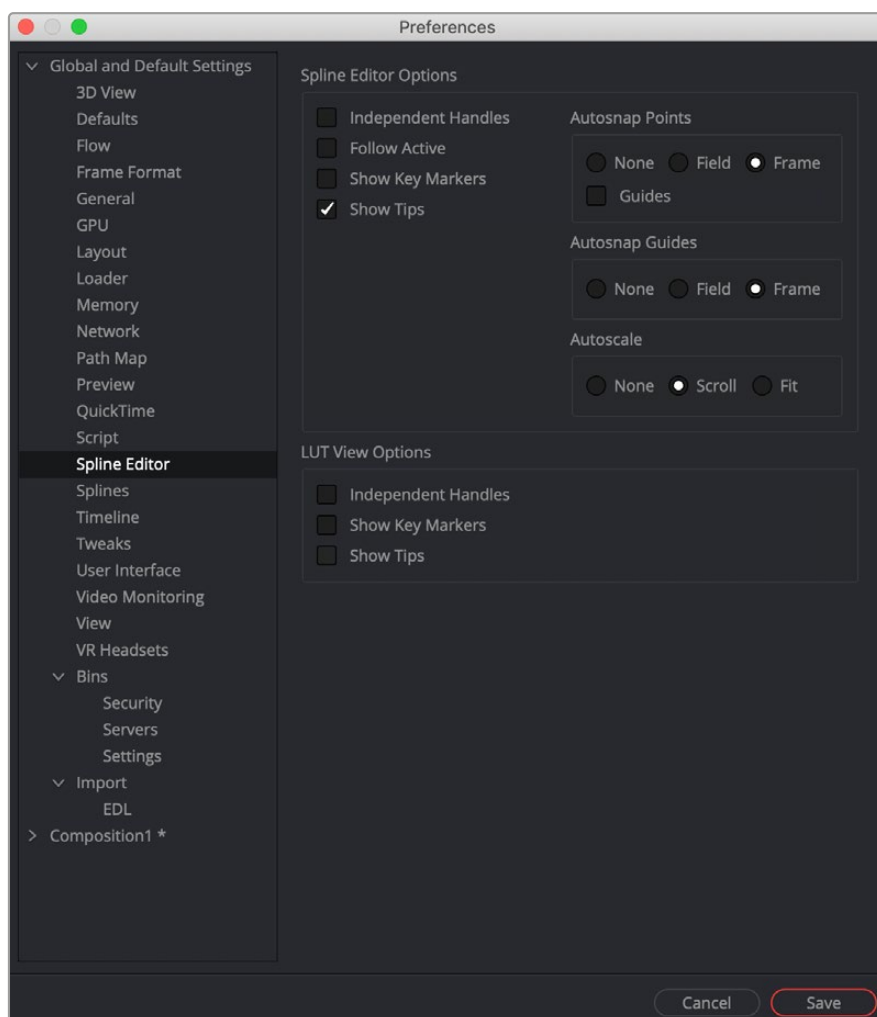 Preferences
Global and Default Settings
3D View
Defaults
Flow
Frame Format
General
GPU
Layout
Loader
Memory
Network
Path Map
Preview
QuickTime
Script
Spline Editor
Splines
Timeline
Tweaks
User Interface
Video Monitoring
View
VR Headsets
Bins
Security
Servers
Settings
Import
EDL
Composition1 *
Spline Editor Options
Independent Handles
Follow Active
Show Key Markers
Show Tips
Autosnap Points
None Field Frame
Guides
Autosnap Guides
None Field Frame
Autoscale
None Scroll Fit
LUT View Options
Independent Handles
Show Key Markers
Show Tips
Cancel Save